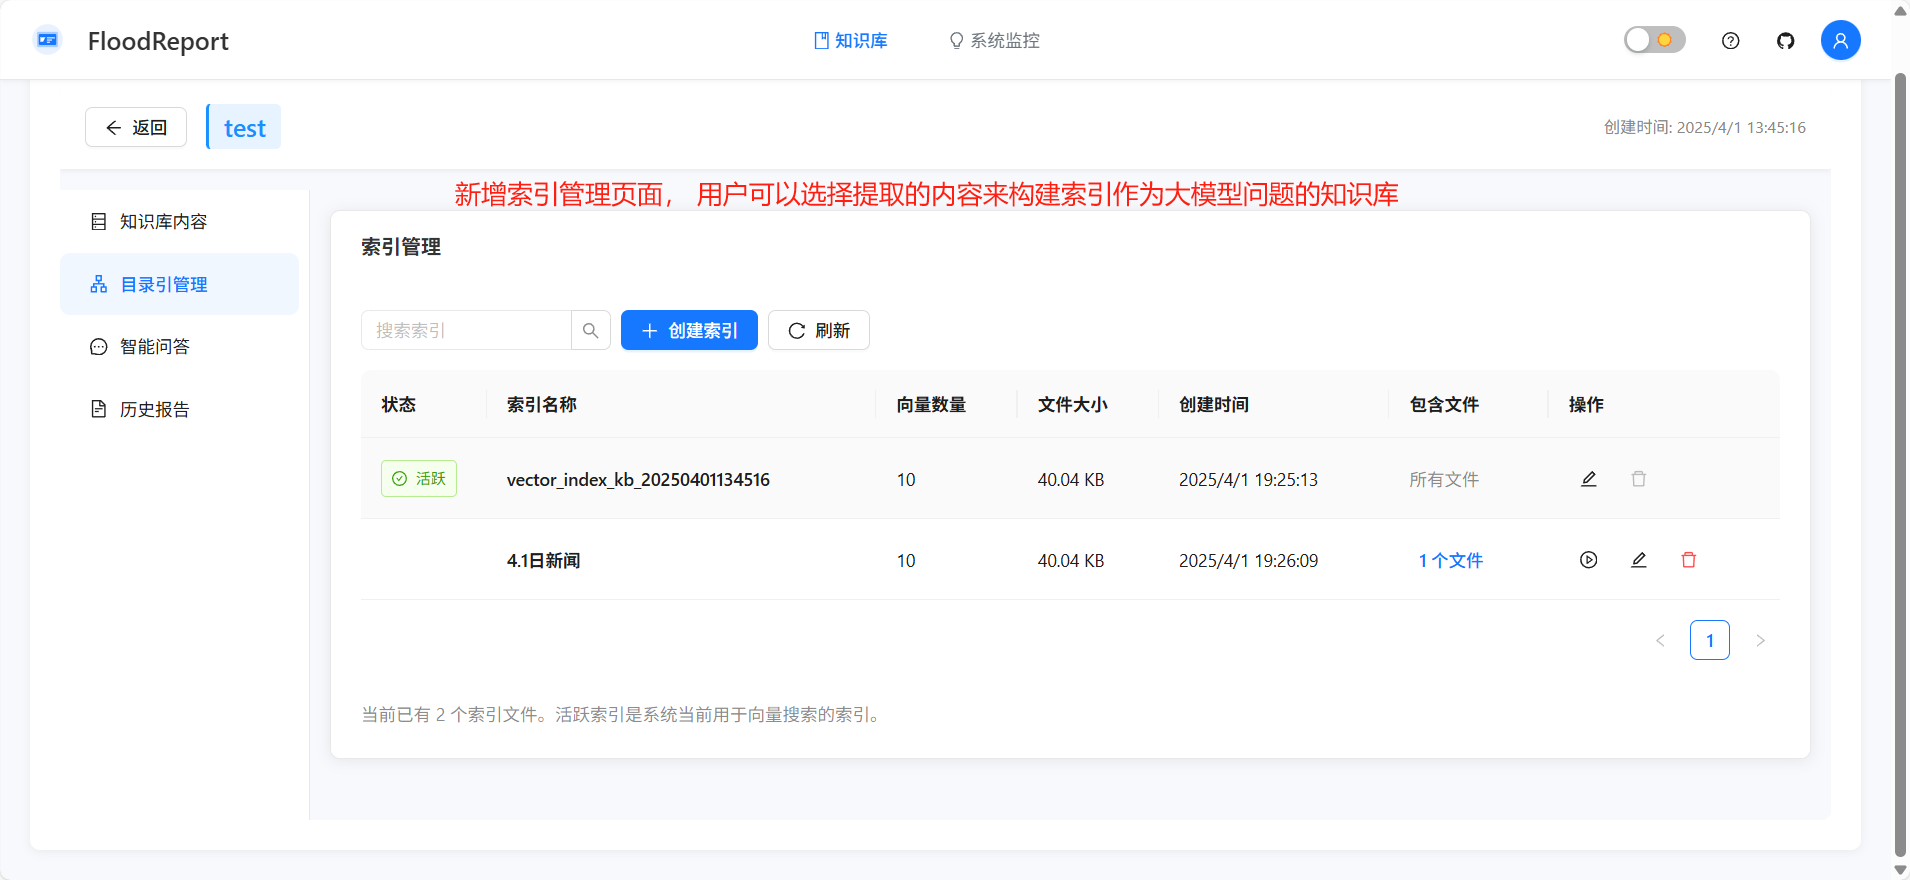 FloodReport
知识库
系统监控
返回
test
创建时间: 2025/4/1 13:45:16
新增索引管理页面， 用户可以选择提取的内容来构建索引作为大模型问题的知识库
知识库内容
目录引管理
智能问答
历史报告
索引管理
搜索索引
创建索引
刷新
状态 索引名称 向量数量 文件大小 创建时间 包含文件 操作
活跃 vector_index_kb_20250401134516 10 40.04 KB 2025/4/1 19:25:13 所有文件
4.1日新闻 10 40.04 KB 2025/4/1 19:26:09 1 个文件
1
当前已有 2 个索引文件。活跃索引是系统当前用于向量搜索的索引。